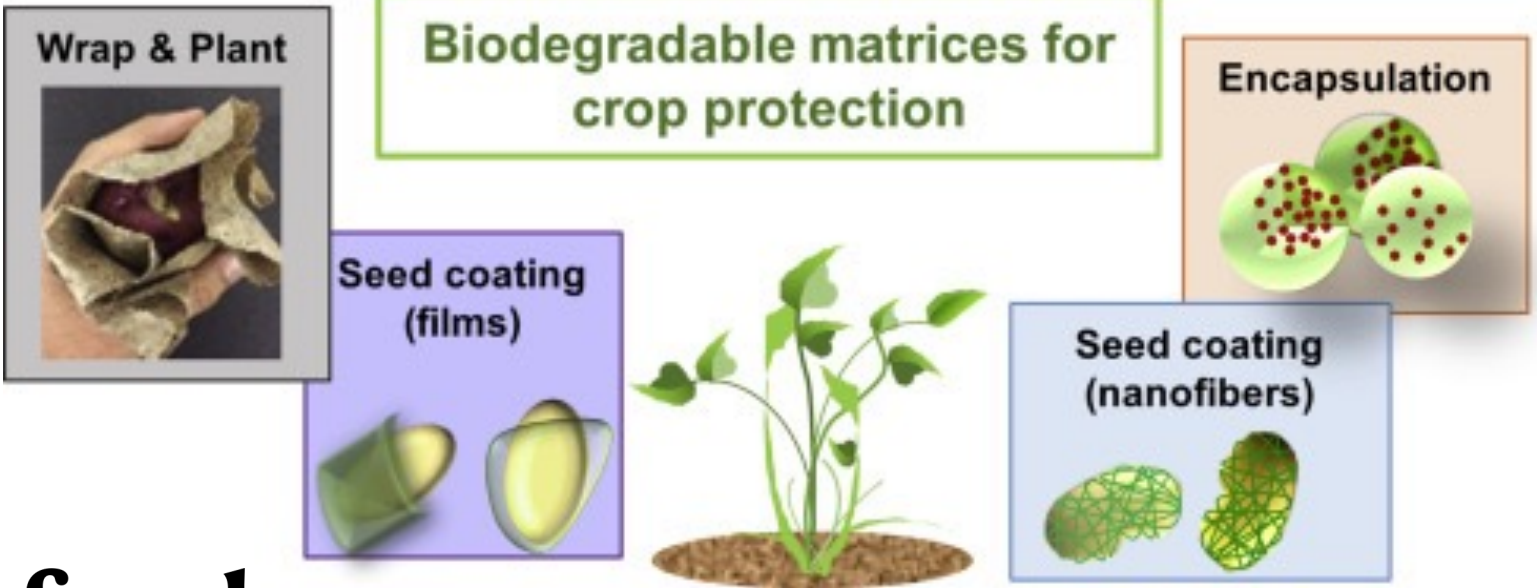 Wrap & Plant
Biodegradable matrices for
crop protection
Encapsulation
Seed coating
(films)
Seed coating
(nanofibers)